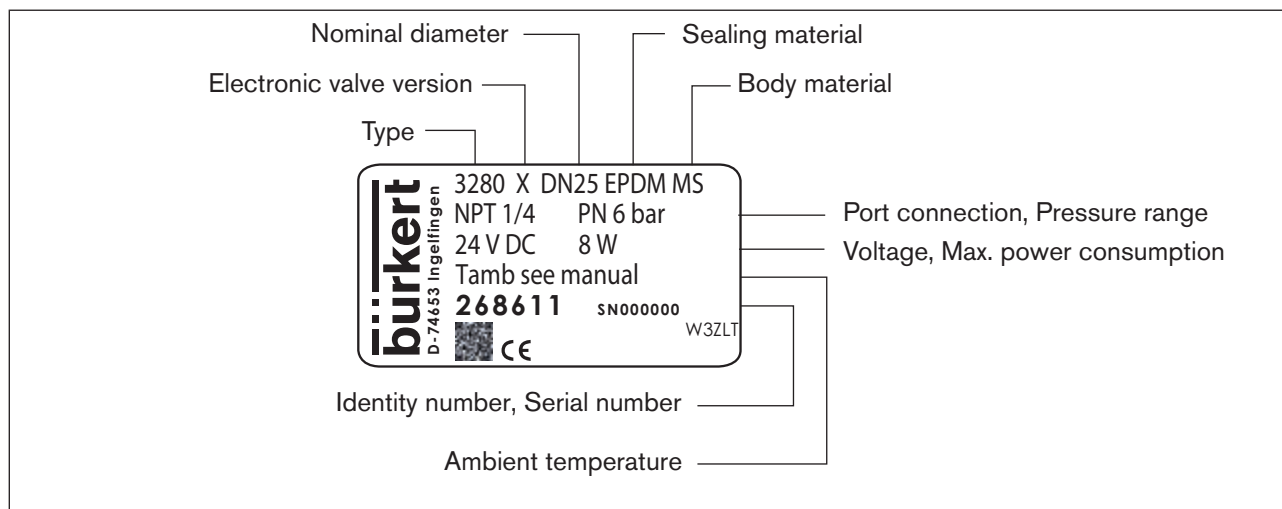 Nominal diameter
Sealing material
Electronic valve version
Body material
Type
bürkert
D-74653 Ingelfingen
3280 X DN25 EPDM MS
NPT 1/4 PN 6 bar
24 V DC 8 W
Tamb see manual
268611 SN000000
W3ZLT
CE
Port connection, Pressure range
Voltage, Max. power consumption
Identity number, Serial number
Ambient temperature